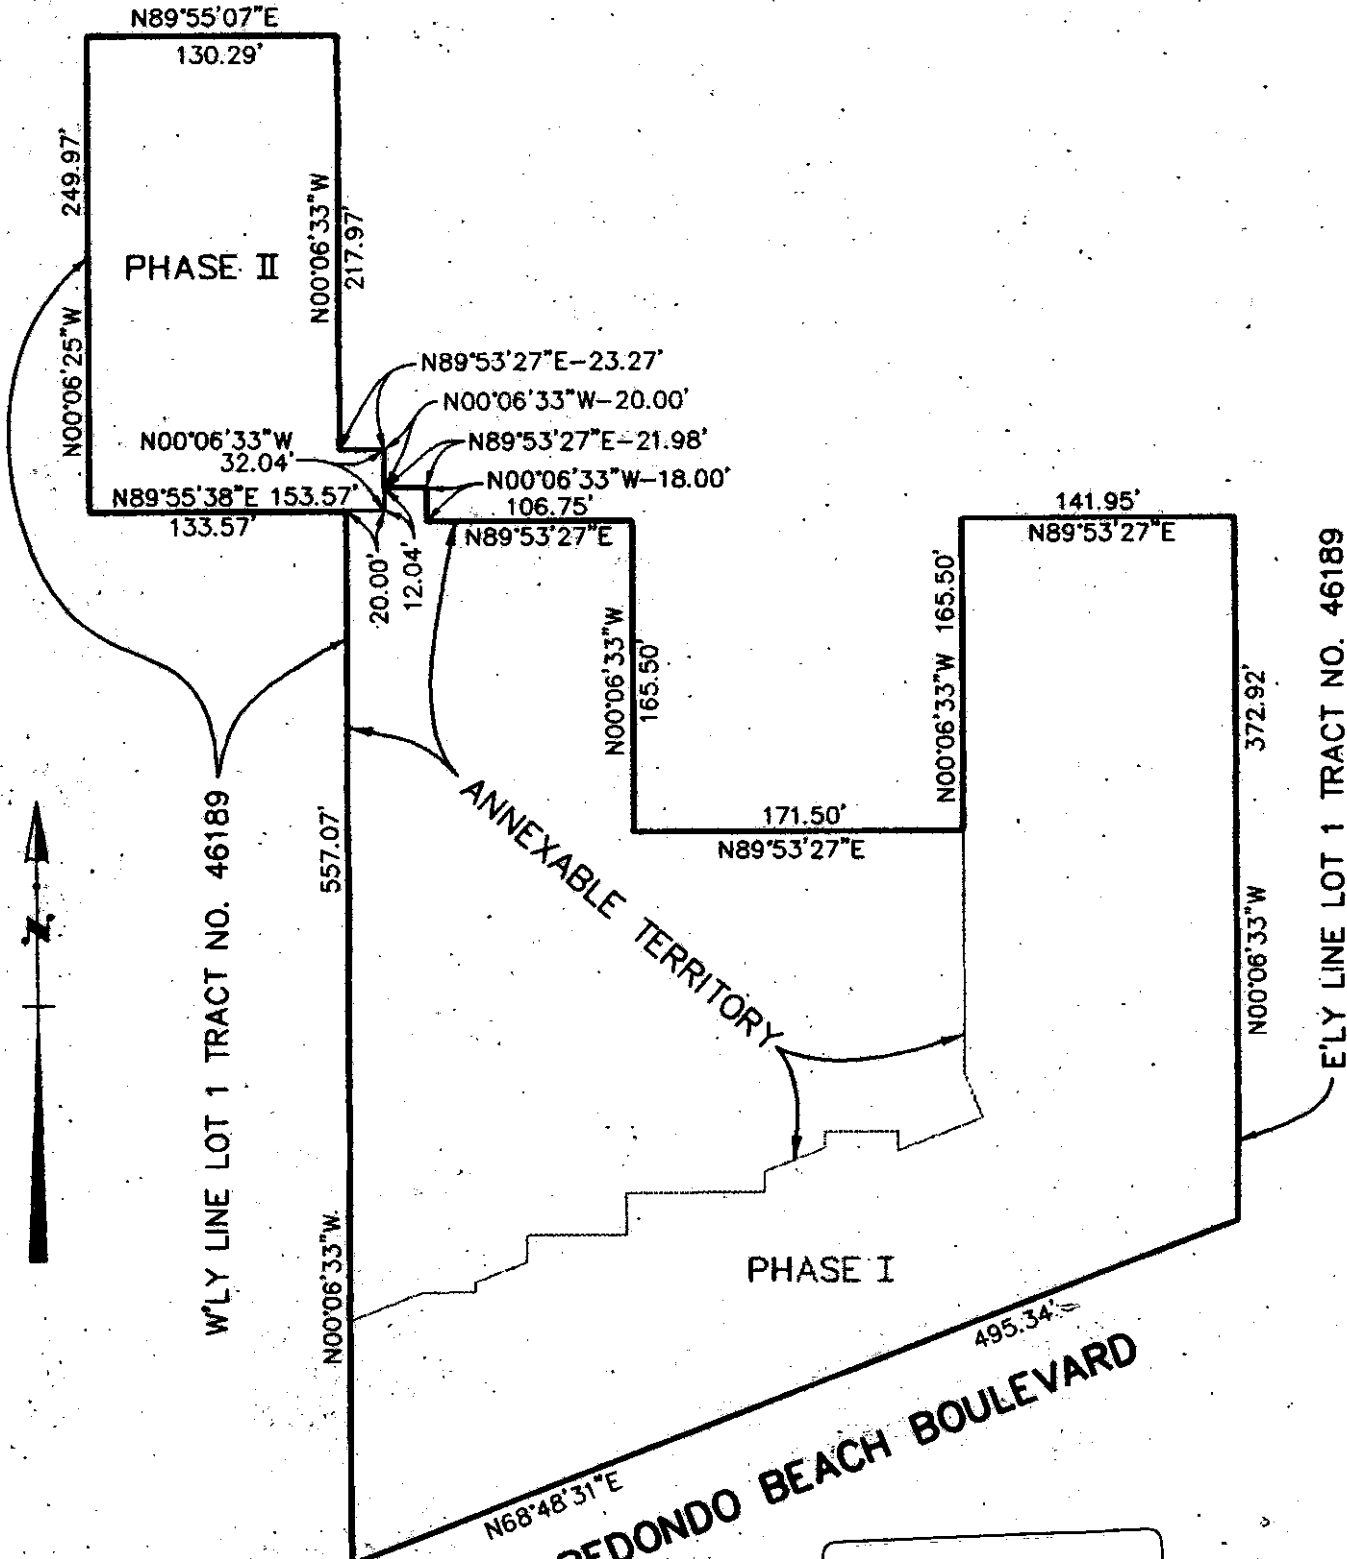 N89°55'07"E
130.29'
249.97'
N00°06'25"W
PHASE II
N00°06'33"W
217.97'
N89°53'27"E-23.27'
N00°06'33"W-20.00'
N89°53'27"E-21.98'
N00°06'33"W-18.00'
N00°06'33"W
32.04'
N89°55'38"E 153.57'
133.57'
20.00'
12.04'
106.75'
N89°53'27"E
141.95'
N89°53'27"E
N00°06'33"W
165.50'
N00°06'33"W 165.50'
171.50'
N89°53'27"E
372.92'
N00°06'33"W
E'LY LINE LOT 1 TRACT NO. 46189
W'LY LINE LOT 1 TRACT NO. 46189
557.07'
N00°06'33"W
ANNEXABLE TERRITORY
N.
PHASE I
495.34'
N68°48'31"E
REDONDO BEACH BOULEVARD